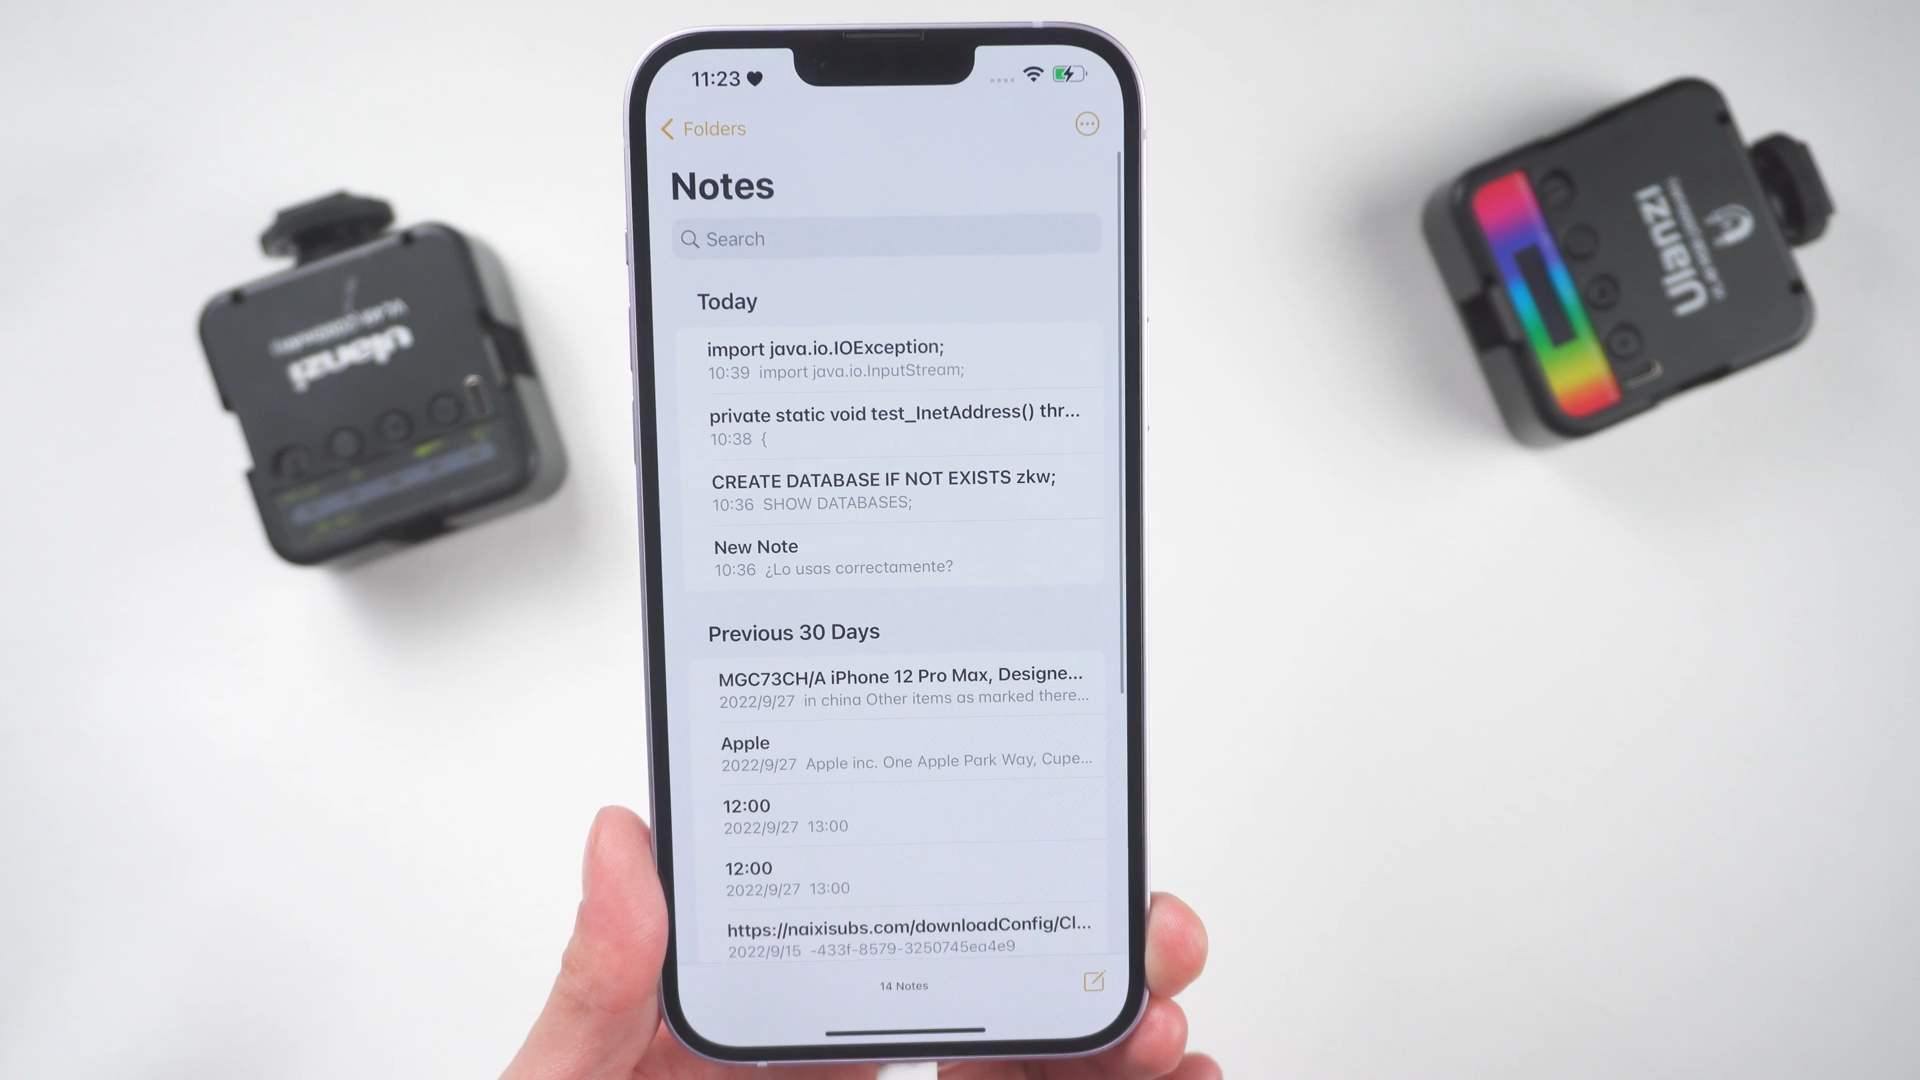 11:23
Folders
Notes
Search
Today
import java.io.IOException;
10:39 import java.io.InputStream;
private static void test_InetAddress() thr...
10:38 {
CREATE DATABASE IF NOT EXISTS zkw;
10:36 SHOW DATABASES;
New Note
10:36 ¿Lo usas correctamente?
Previous 30 Days
MGC73CH/A iPhone 12 Pro Max, Designe...
2022/9/27 in china Other items as marked there...
Apple
2022/9/27 Apple inc. One Apple Park Way, Cupe...
12:00
2022/9/27 13:00
12:00
2022/9/27 13:00
https://naixisubs.com/downloadConfig/Cl...
2022/9/15 -433f-8579-3250745ea4e9
14 Notes
ulanzi
Ulanzi